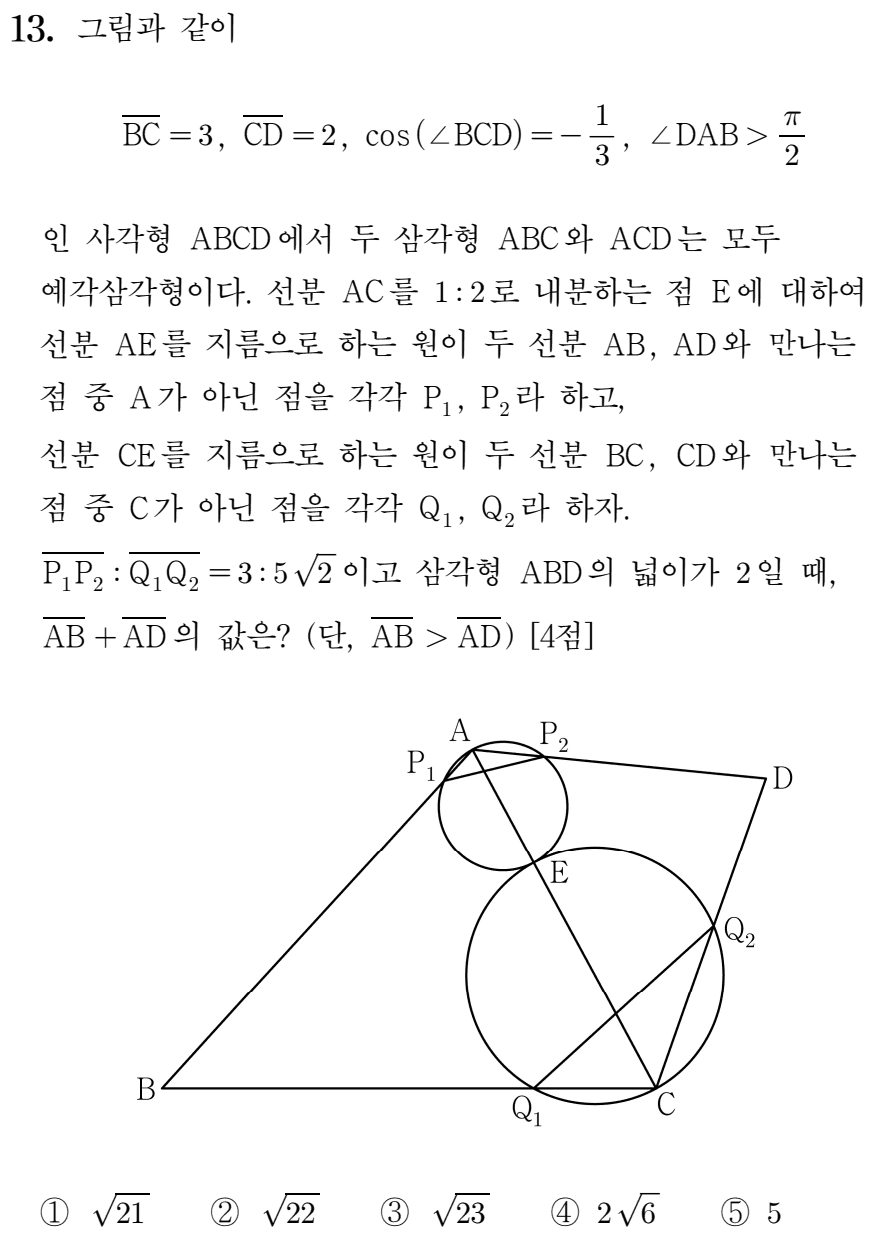 13. 그림과 같이
BC = 3, CD = 2, cos(∠BCD) = −1/3, ∠DAB > π/2
인 사각형 ABCD에서 두 삼각형 ABC와 ACD는 모두
예각삼각형이다. 선분 AC를 1 : 2로 내분하는 점 E에 대하여
선분 AE를 지름으로 하는 원이 두 선분 AB, AD와 만나는
점 중 A가 아닌 점을 각각 P₁, P₂라 하고,
선분 CE를 지름으로 하는 원이 두 선분 BC, CD와 만나는
점 중 C가 아닌 점을 각각 Q₁, Q₂라 하자.
P₁P₂ : Q₁Q₂ = 3 : 5√2 이고 삼각형 ABD의 넓이가 2일 때,
AB + AD의 값은? (단, AB > AD) [4점]
A
P₂
P₁
D
E
Q₂
B
Q₁
C
① √21 ② √22 ③ √23 ④ 2√6 ⑤ 5